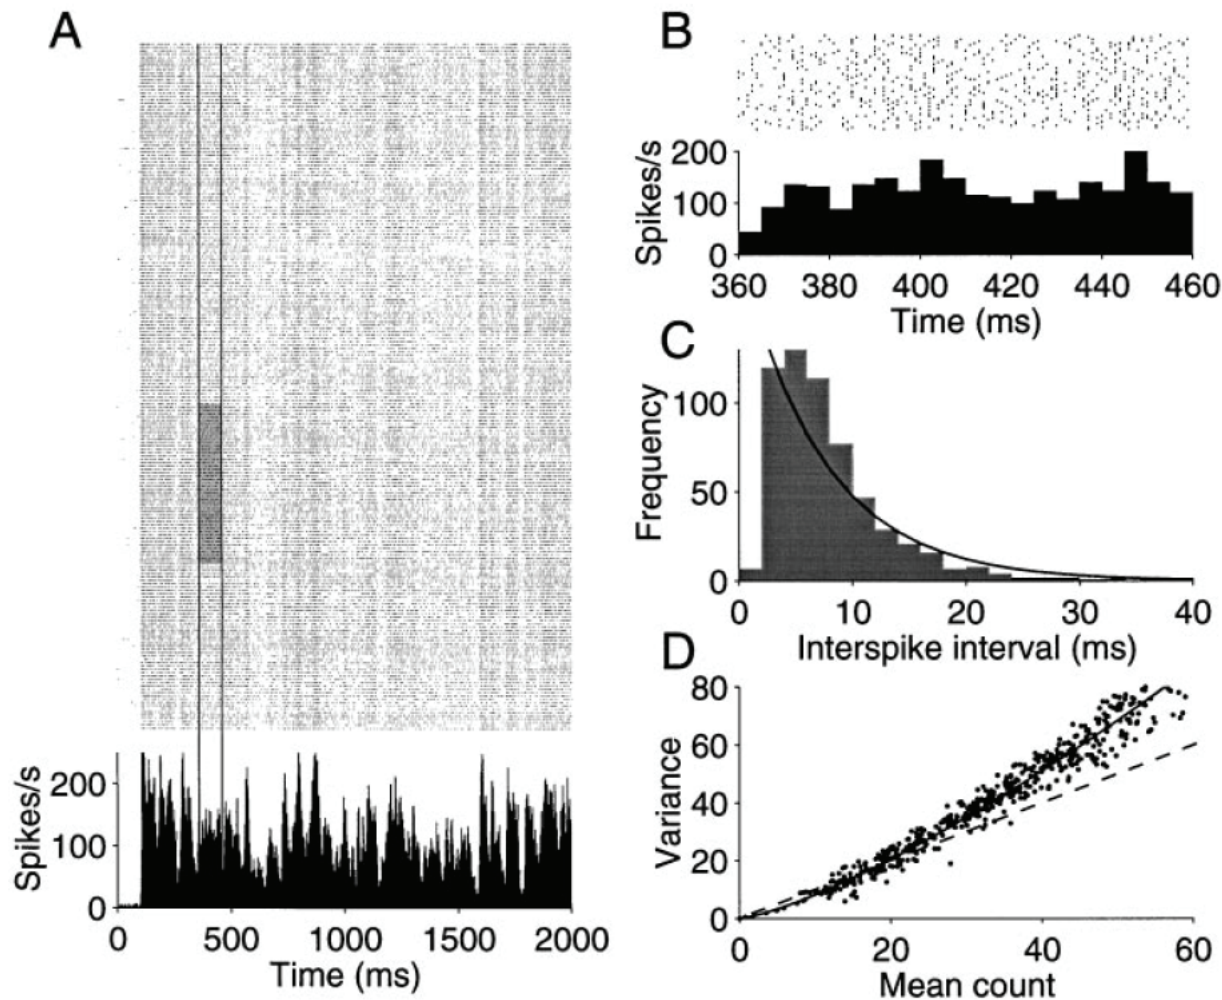 A
200
100
0
Spikes/s
0 500 1000 1500 2000
Time (ms)
B
200
100
0
Spikes/s
360 380 400 420 440 460
Time (ms)
C
100
50
0
Frequency
0 10 20 30 40
Interspike interval (ms)
D
80
60
40
20
0
Variance
0 20 40 60
Mean count